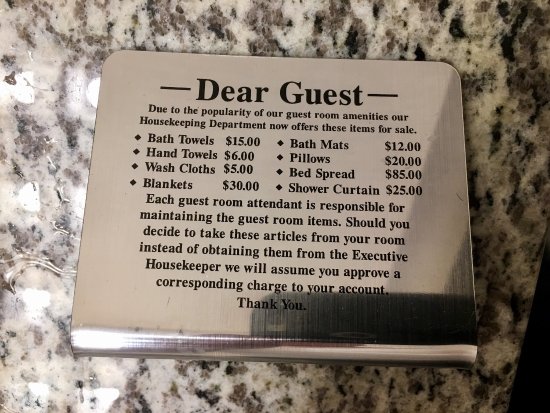 — Dear Guest —
Due to the popularity of our guest room amenities our
Housekeeping Department now offers these items for sale.
◆ Bath Towels $15.00 ◆ Bath Mats $12.00
◆ Hand Towels $6.00 ◆ Pillows $20.00
◆ Wash Cloths $5.00 ◆ Bed Spread $85.00
◆ Blankets $30.00 ◆ Shower Curtain $25.00
Each guest room attendant is responsible for
maintaining the guest room items. Should you
decide to take these articles from your room
instead of obtaining them from the Executive
Housekeeper we will assume you approve a
corresponding charge to your account.
Thank You.